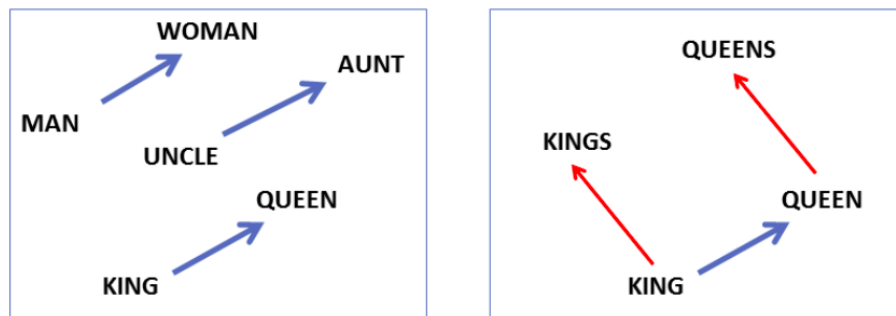 WOMAN
AUNT
MAN
UNCLE
QUEEN
KING
QUEENS
KINGS
QUEEN
KING